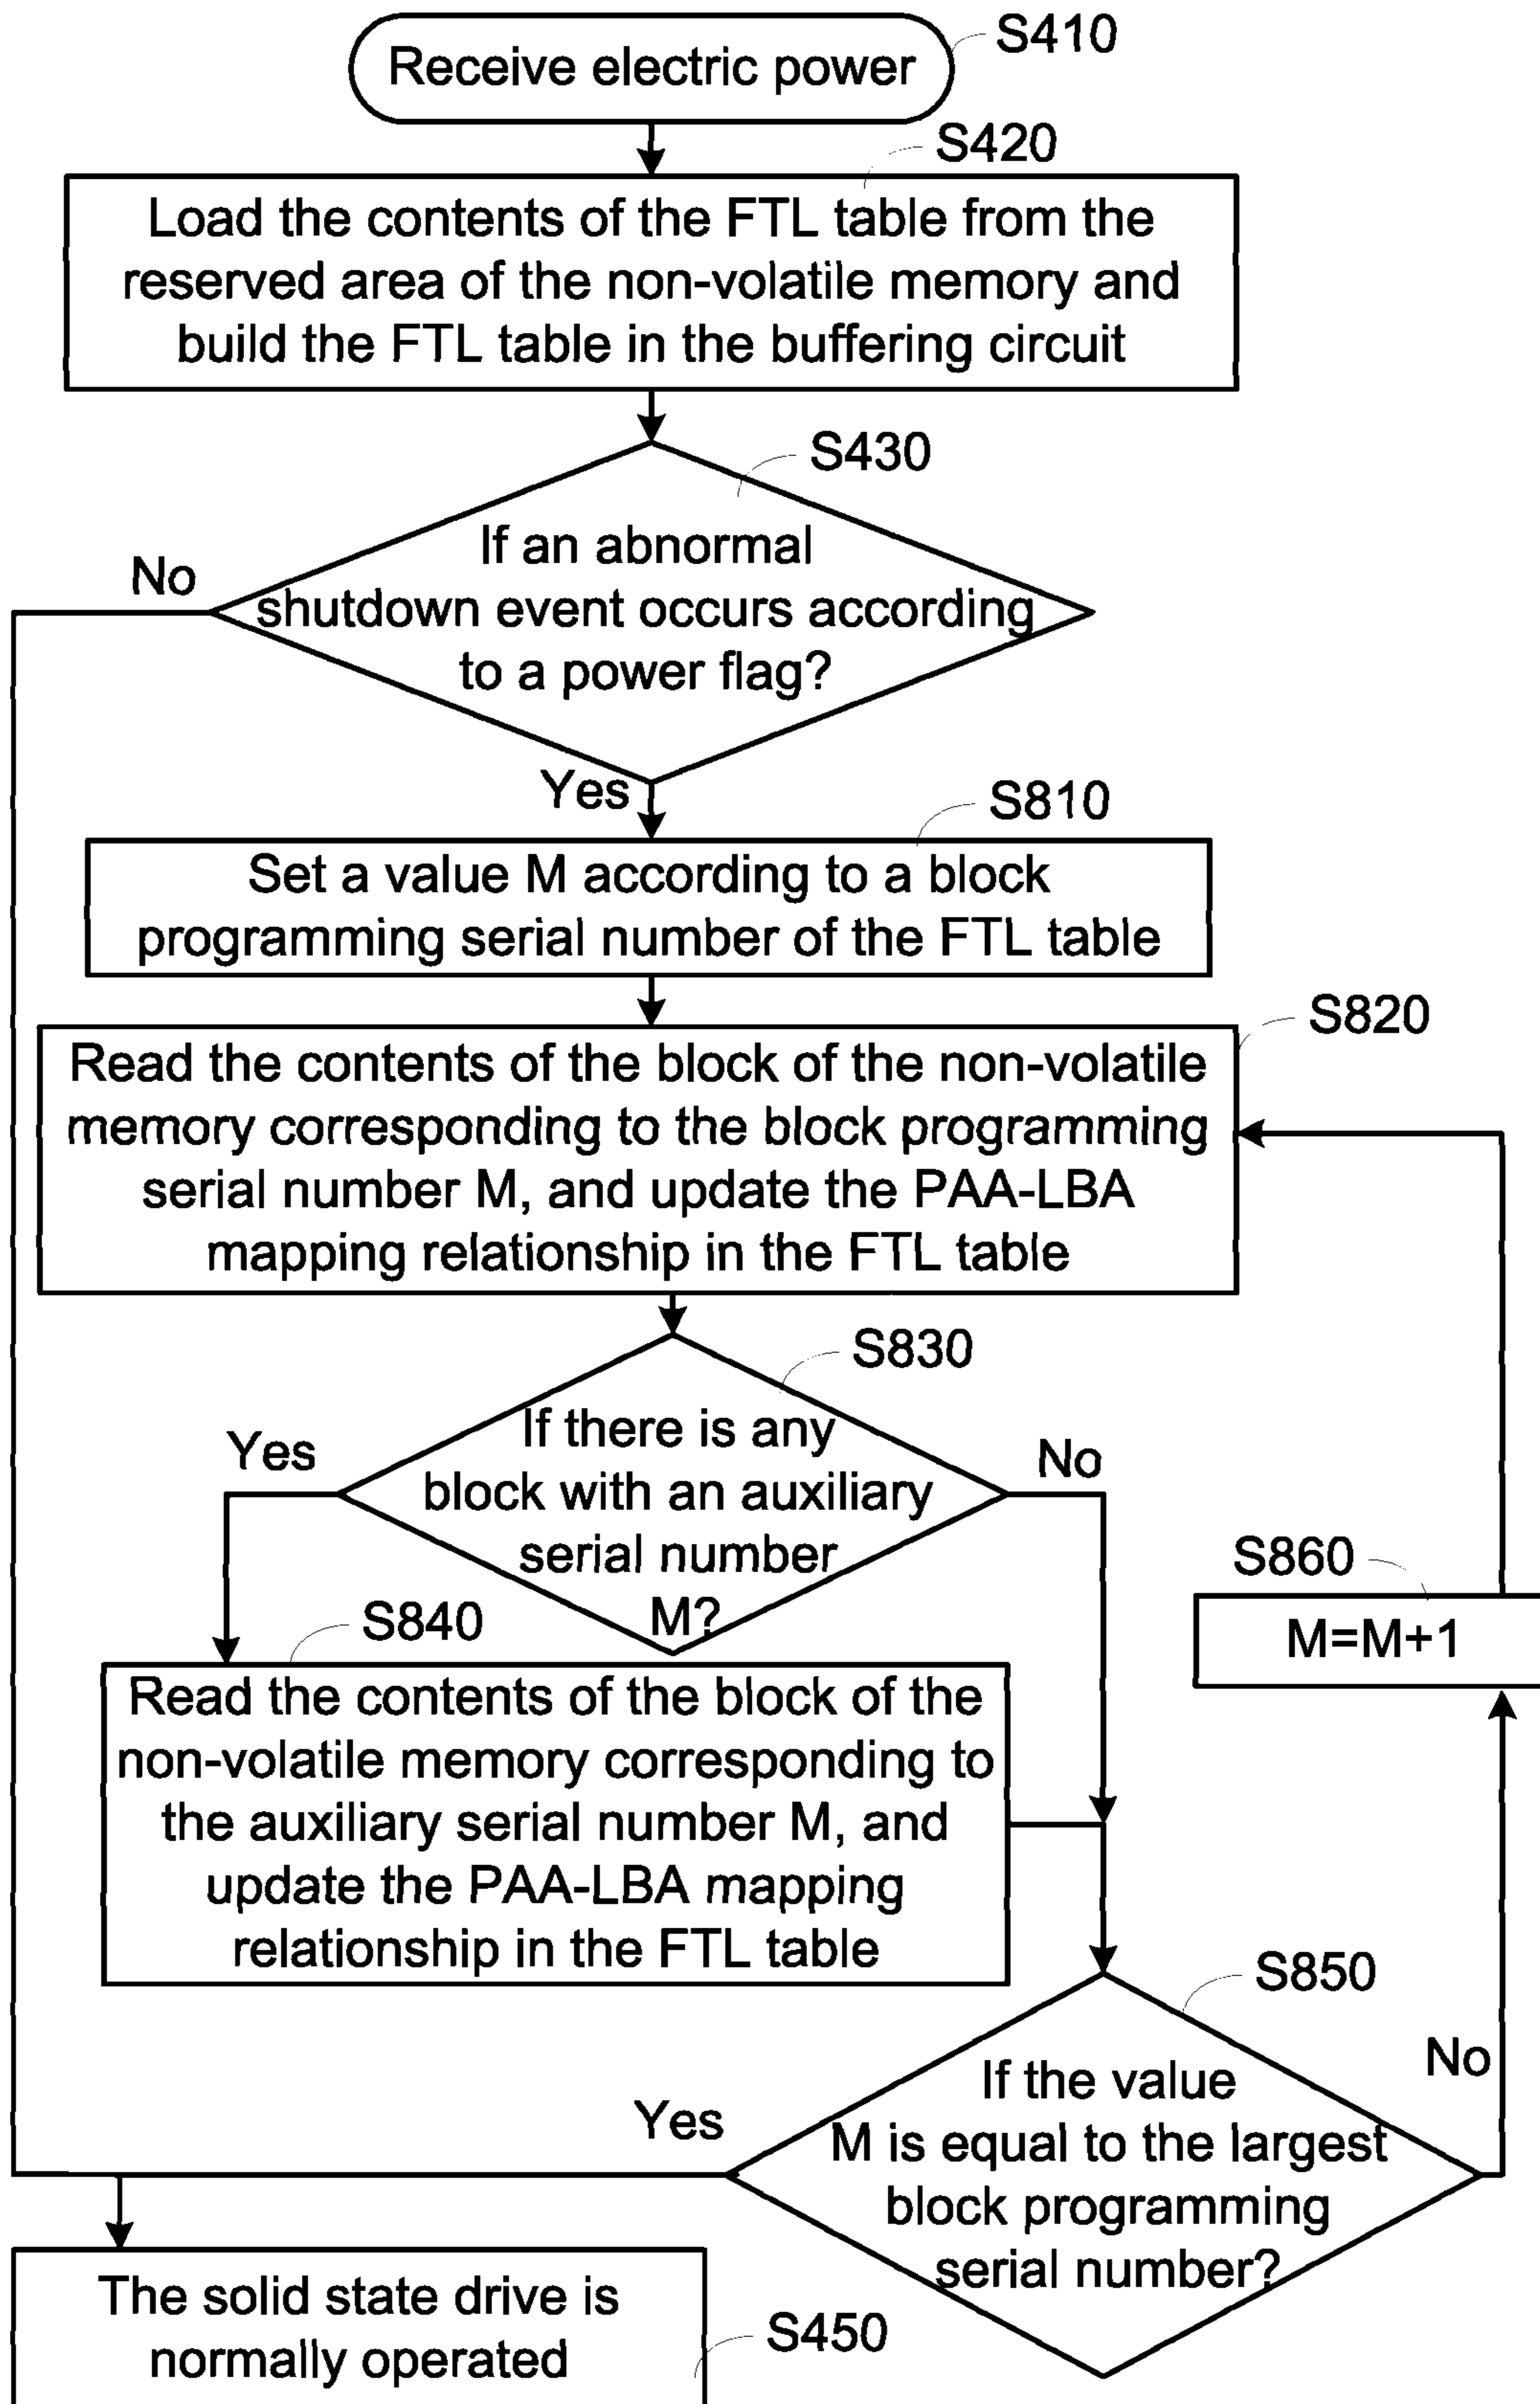 Receive electric power
S410
S420
Load the contents of the FTL table from the
reserved area of the non-volatile memory and
build the FTL table in the buffering circuit
S430
If an abnormal
shutdown event occurs according
to a power flag?
No
Yes
S810
Set a value M according to a block
programming serial number of the FTL table
S820
Read the contents of the block of the non-volatile
memory corresponding to the block programming
serial number M, and update the PAA-LBA
mapping relationship in the FTL table
S830
If there is any
block with an auxiliary
serial number
M?
Yes
No
S860
M=M+1
S840
Read the contents of the block of the
non-volatile memory corresponding to
the auxiliary serial number M, and
update the PAA-LBA mapping
relationship in the FTL table
S850
If the value
M is equal to the largest
block programming
serial number?
No
Yes
The solid state drive is
normally operated
S450